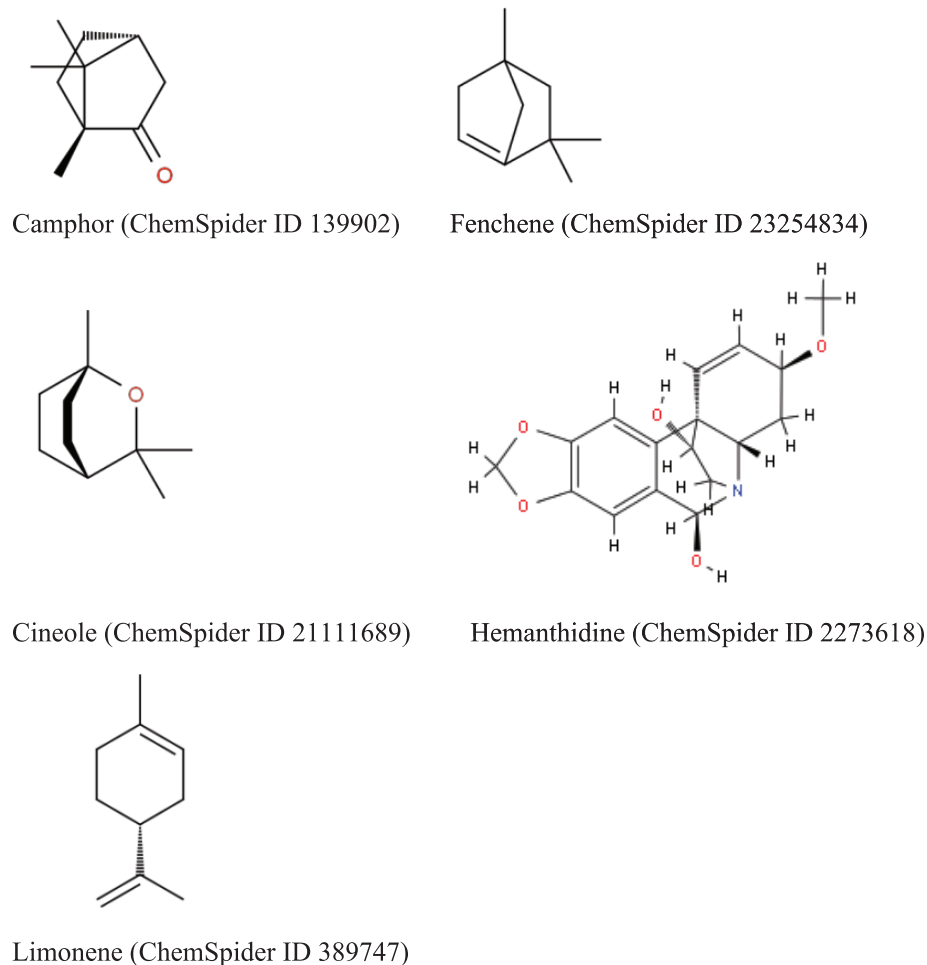 O
Camphor (ChemSpider ID 139902)
Fenchene (ChemSpider ID 23254834)
O
Cineole (ChemSpider ID 21111689)
H
H H
H
H H O
H
H O
O
O H
H H
H H
H N
H O H
H
H
O H
Hemanthidine (ChemSpider ID 2273618)
Limonene (ChemSpider ID 389747)